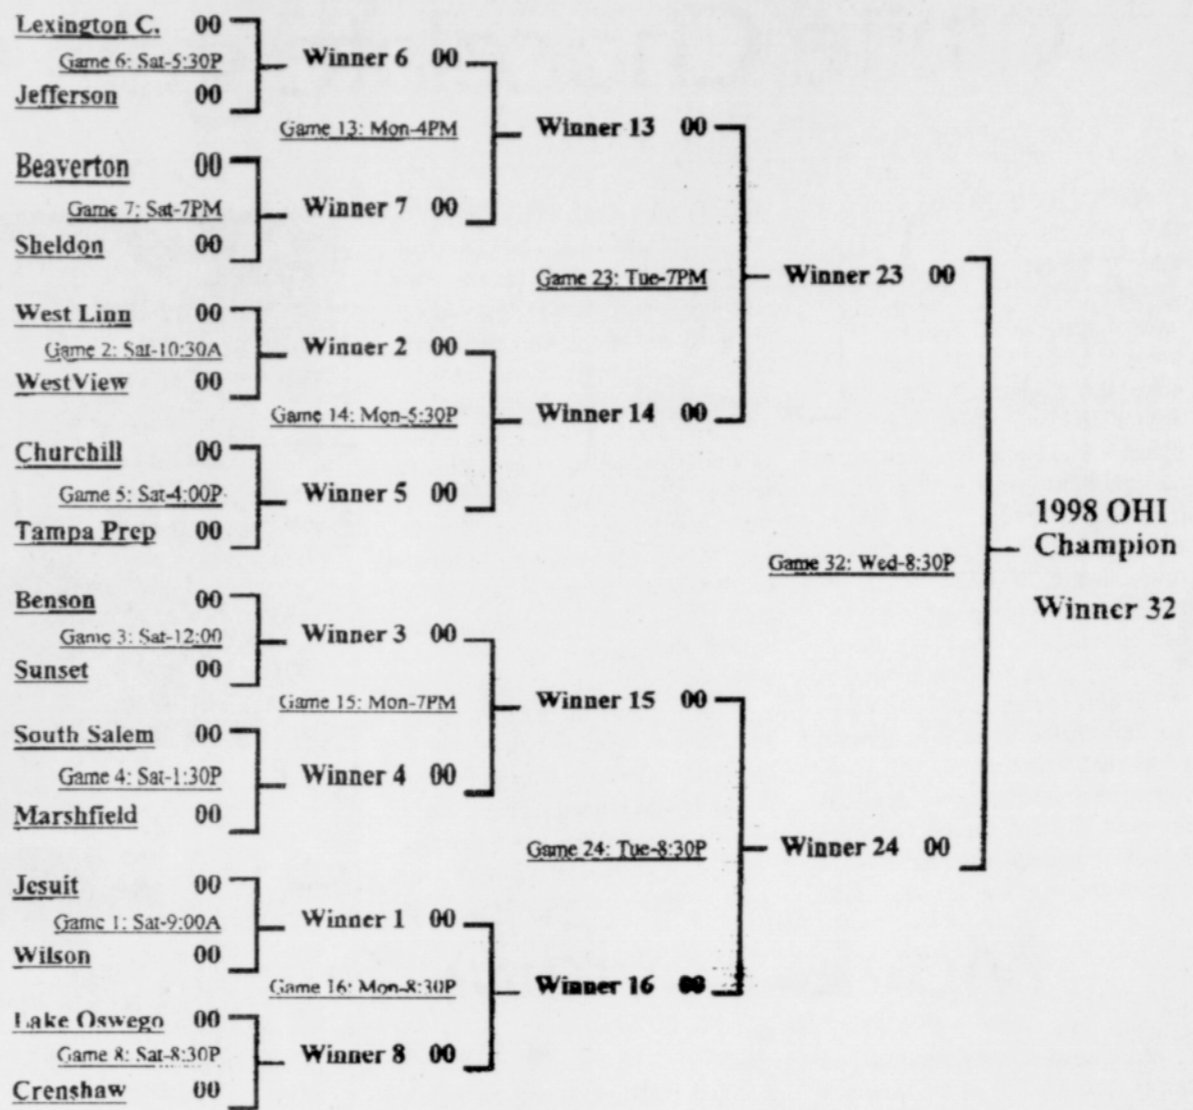 Lexington C. 00
Game 6: Sat-5:30P
Jefferson 00
Winner 6 00
Game 13: Mon-4PM
Beaverton 00
Game 7: Sat-7PM
Sheldon 00
Winner 7 00
Winner 13 00
Game 23: Tue-7PM
West Linn 00
Game 2: Sat-10:30A
WestView 00
Winner 2 00
Game 14: Mon-5:30P
Churchill 00
Game 5: Sat-4:00P
Tampa Prep 00
Winner 5 00
Winner 14 00
Winner 23 00
Game 32: Wed-8:30P
Benson 00
Game 3: Sat-12:00
Sunset 00
Winner 3 00
Game 15: Mon-7PM
South Salem 00
Game 4: Sat-1:30P
Marshfield 00
Winner 4 00
Winner 15 00
Game 24: Tue-8:30P
Jesuit 00
Game 1: Sat-9:00A
Wilson 00
Winner 1 00
Game 16: Mon-8:30P
Lake Oswego 00
Game 8: Sat-8:30P
Crenshaw 00
Winner 8 00
Winner 16 00
Winner 24 00
1998 OHI
Champion
Winner 32